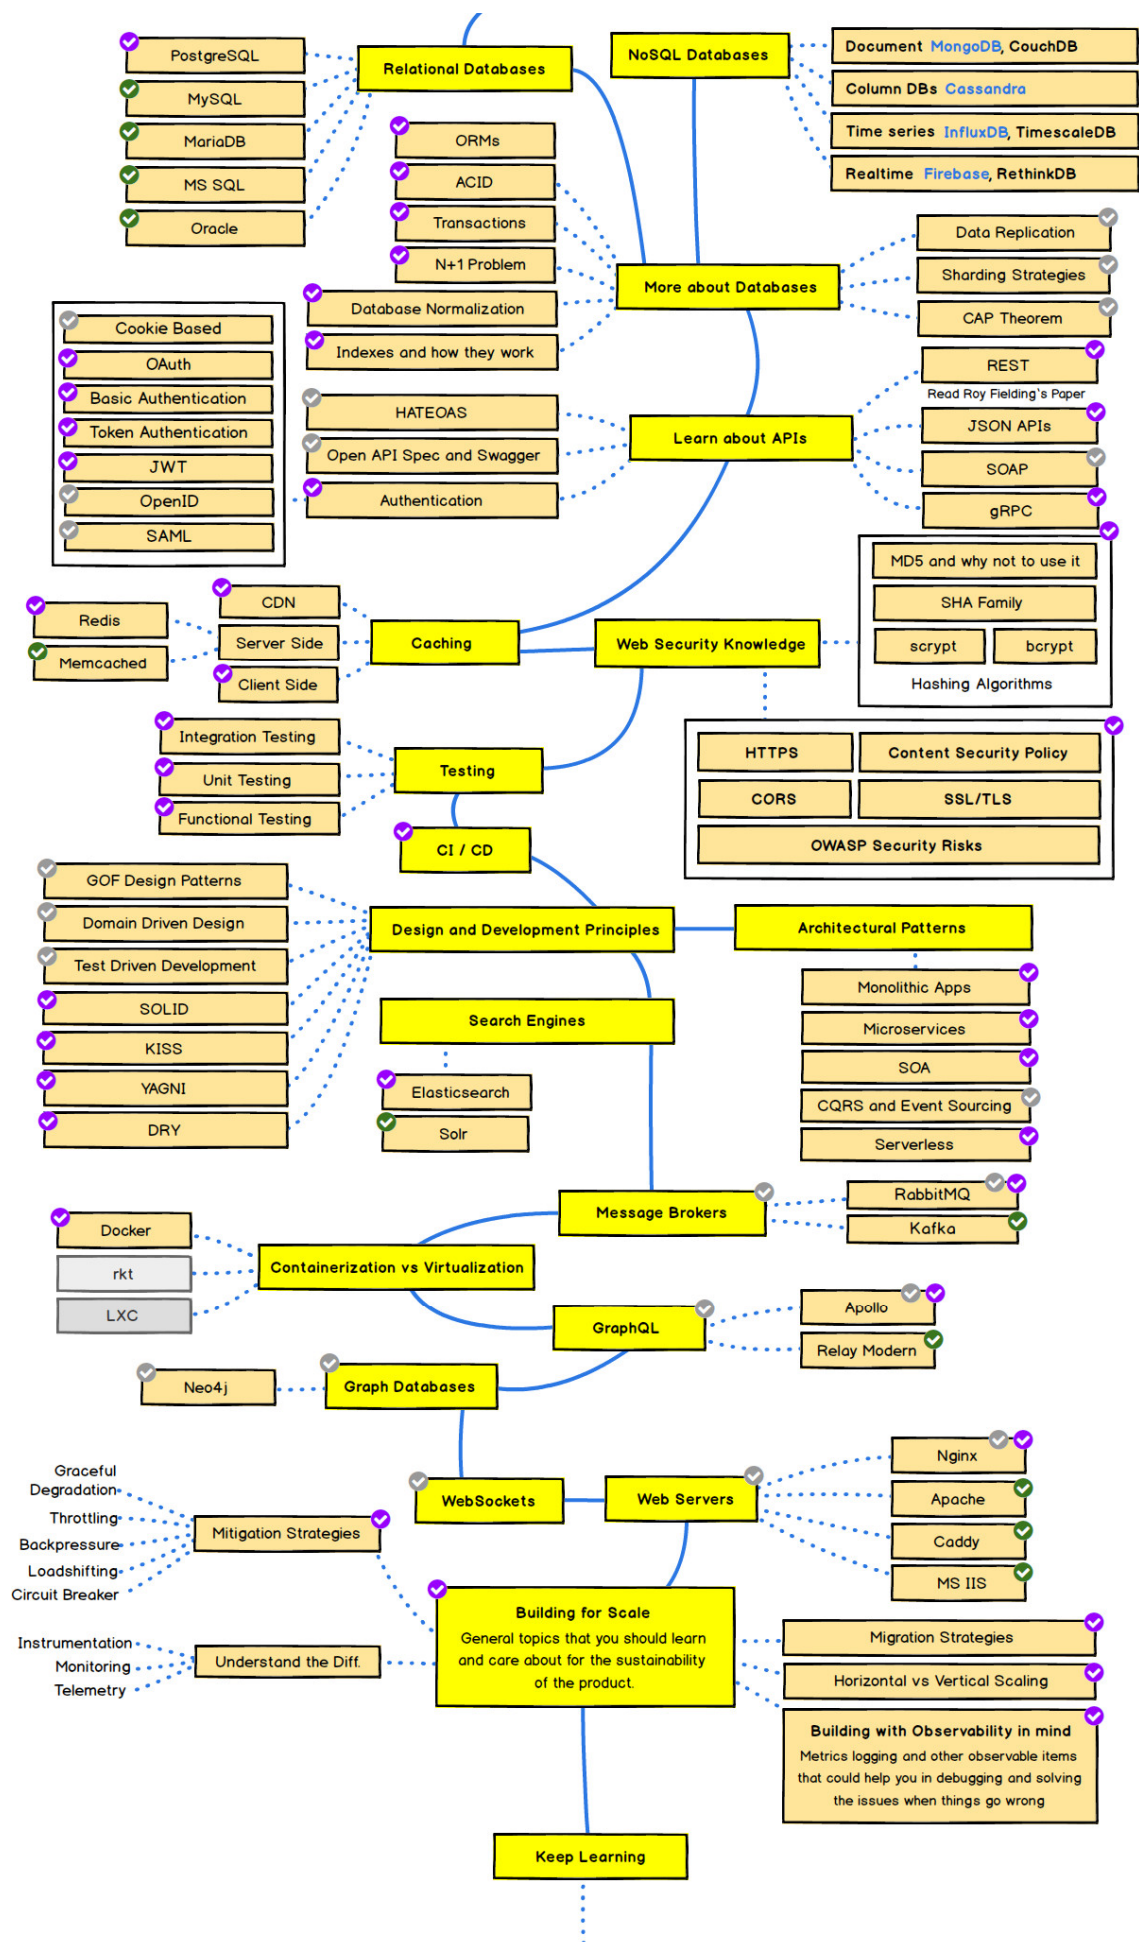 PostgreSQL
MySQL
MariaDB
MS SQL
Oracle
Relational Databases
NoSQL Databases
Document MongoDB, CouchDB
Column DBs Cassandra
Time series InfluxDB, TimescaleDB
Realtime Firebase, RethinkDB
ORMs
ACID
Transactions
N+1 Problem
Database Normalization
Indexes and how they work
More about Databases
Data Replication
Sharding Strategies
CAP Theorem
Cookie Based
OAuth
Basic Authentication
Token Authentication
JWT
OpenID
SAML
HATEOAS
Open API Spec and Swagger
Authentication
Learn about APIs
REST
Read Roy Fielding's Paper
JSON APIs
SOAP
gRPC
MD5 and why not to use it
SHA Family
scrypt
bcrypt
Hashing Algorithms
Redis
Memcached
CDN
Server Side
Client Side
Caching
Web Security Knowledge
HTTPS
Content Security Policy
CORS
SSL/TLS
OWASP Security Risks
Integration Testing
Unit Testing
Functional Testing
Testing
CI / CD
GOF Design Patterns
Domain Driven Design
Test Driven Development
SOLID
KISS
YAGNI
DRY
Design and Development Principles
Architectural Patterns
Monolithic Apps
Microservices
SOA
CQRS and Event Sourcing
Serverless
Search Engines
Elasticsearch
Solr
Message Brokers
RabbitMQ
Kafka
Docker
rkt
LXC
Containerization vs Virtualization
GraphQL
Apollo
Relay Modern
Neo4j
Graph Databases
WebSockets
Web Servers
Nginx
Apache
Caddy
MS IIS
Graceful
Degradation
Throttling
Backpressure
Loadshifting
Circuit Breaker
Mitigation Strategies
Instrumentation
Monitoring
Telemetry
Understand the Diff.
Building for Scale
General topics that you should learn
and care about for the sustainability
of the product.
Migration Strategies
Horizontal vs Vertical Scaling
Building with Observability in mind
Metrics logging and other observable items
that could help you in debugging and solving
the issues when things go wrong
Keep Learning